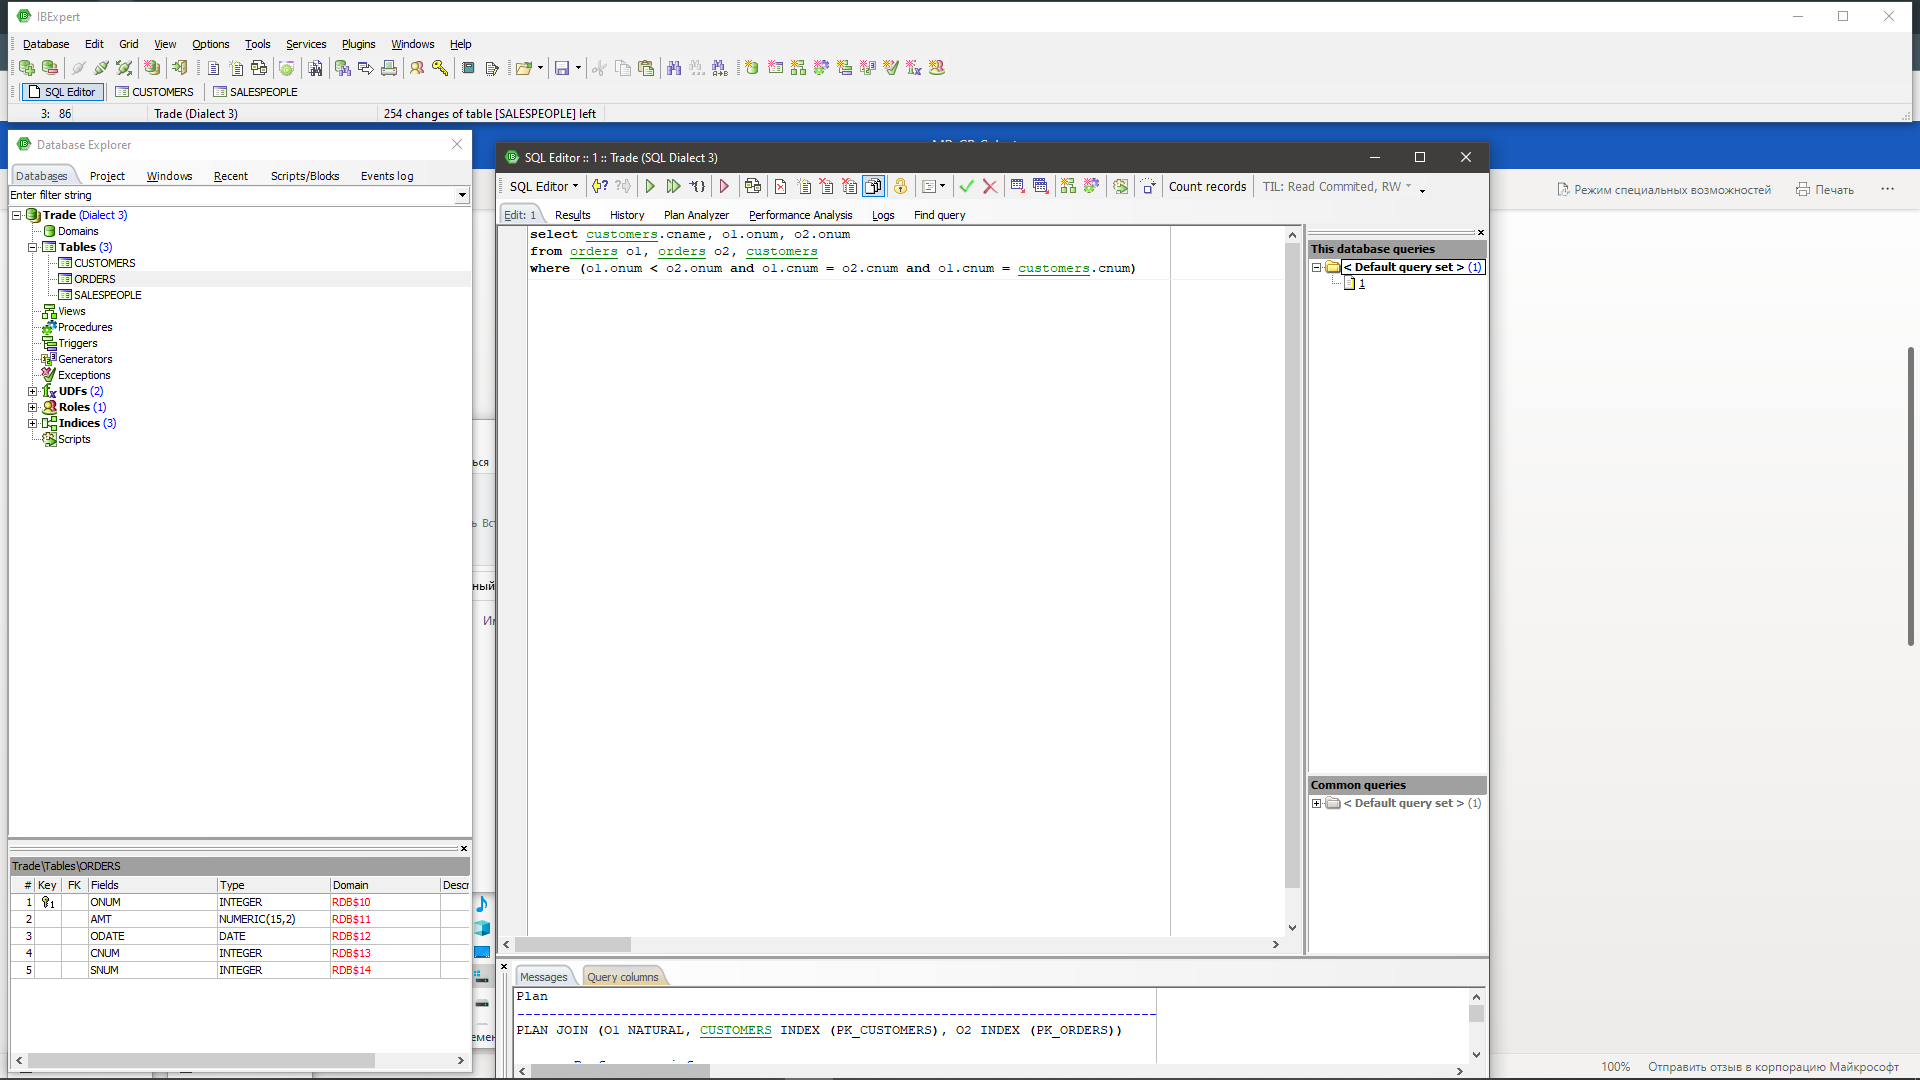 IBExpert
Database Edit Grid View Options Tools Services Plugins Windows Help
SQL Editor CUSTOMERS SALESPEOPLE
3: 86 Trade (Dialect 3) 254 changes of table [SALESPEOPLE] left
Database Explorer
Databases Project Windows Recent Scripts/Blocks Events log
Enter filter string
Trade (Dialect 3)
Domains
Tables (3)
CUSTOMERS
ORDERS
SALESPEOPLE
Views
Procedures
Triggers
Generators
Exceptions
UDFs (2)
Roles (1)
Indices (3)
Scripts
Trade\Tables\ORDERS
# Key FK Fields Type Domain Descr
1 1 ONUM INTEGER RDB$10
2 AMT NUMERIC(15,2) RDB$11
3 ODATE DATE RDB$12
4 CNUM INTEGER RDB$13
5 SNUM INTEGER RDB$14
SQL Editor :: 1 :: Trade (SQL Dialect 3)
SQL Editor Count records TIL: Read Commited, RW
Edit: 1 Results History Plan Analyzer Performance Analysis Logs Find query
select customers.cname, o1.onum, o2.onum
from orders o1, orders o2, customers
where (o1.onum < o2.onum and o1.cnum = o2.cnum and o1.cnum = customers.cnum)
This database queries
< Default query set > (1)
1
Common queries
< Default query set > (1)
Messages Query columns
Plan
--------------------------------------------------------------------------------
PLAN JOIN (O1 NATURAL, CUSTOMERS INDEX (PK_CUSTOMERS), O2 INDEX (PK_ORDERS))
Режим специальных возможностей Печать ...
ься
ь Вс
ный
Им
емен
100% Отправить отзыв в корпорацию Майкрософт